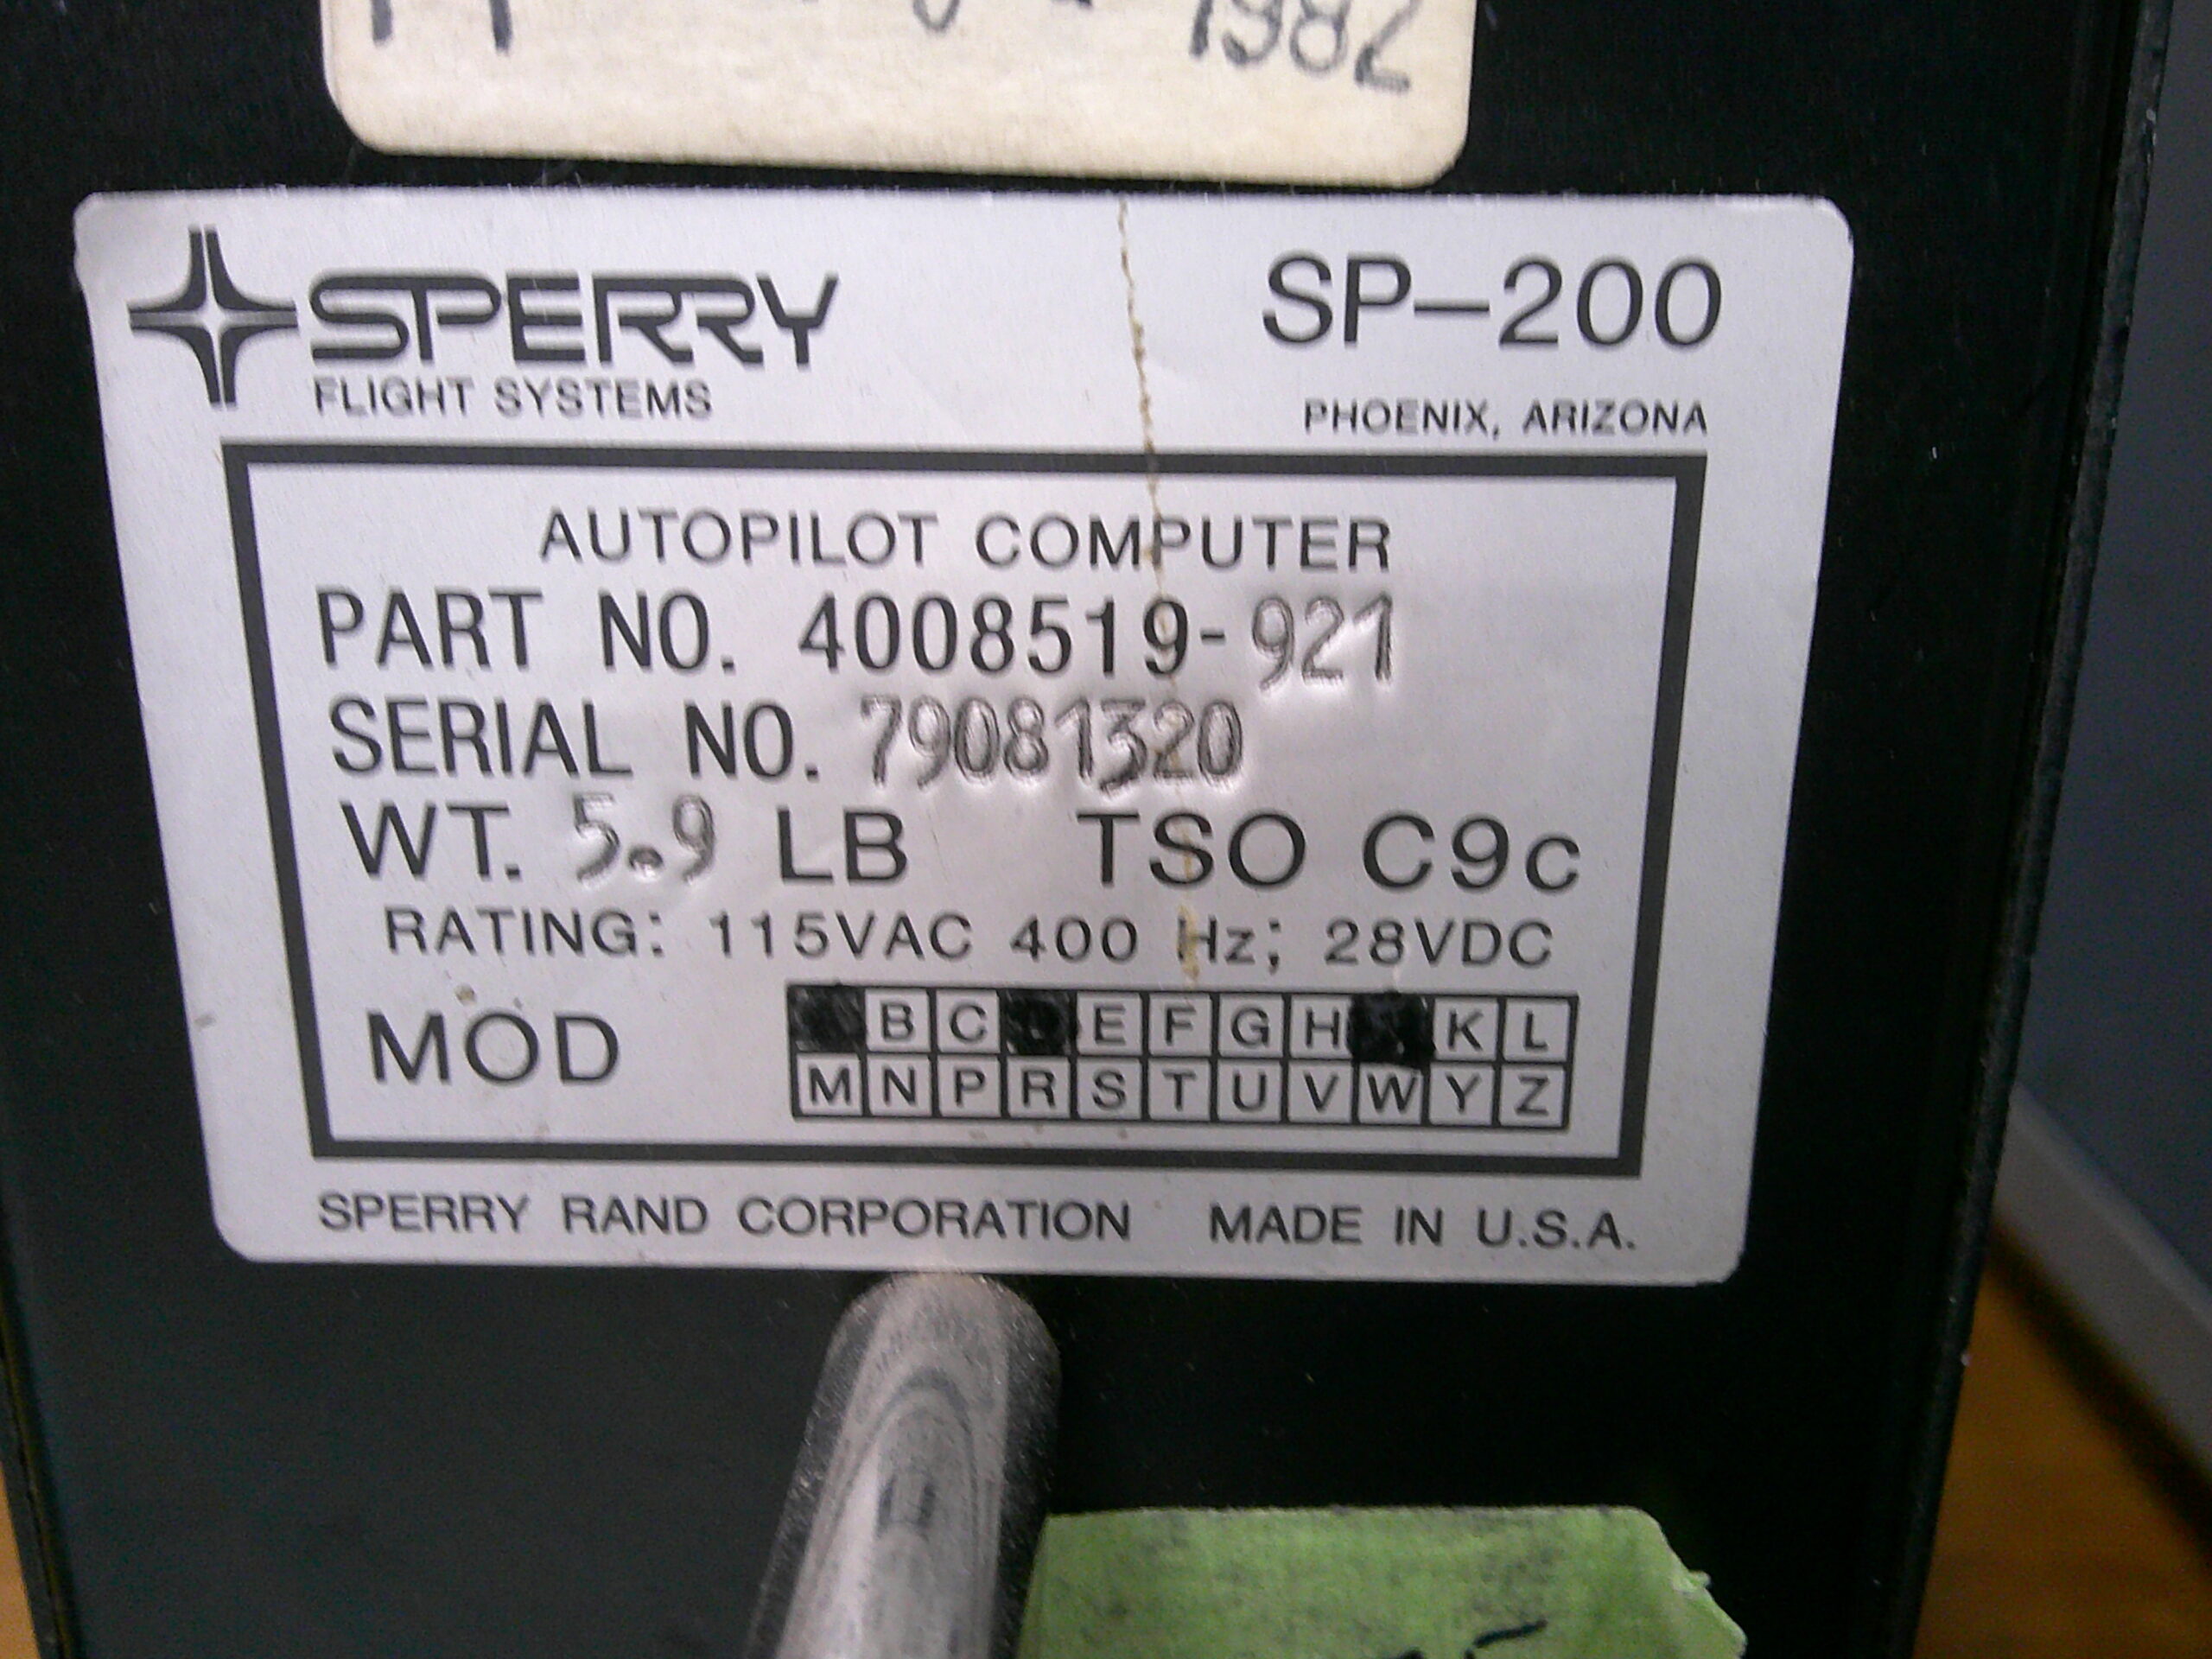 1982
SPERRY
FLIGHT SYSTEMS
SP-200
PHOENIX, ARIZONA
AUTOPILOT COMPUTER
PART NO. 4008519-921
SERIAL NO. 79081320
WT. 5.9 LB TSO C9c
RATING: 115VAC 400 Hz; 28VDC
MOD
B C E F G H K L
M N P R S T U V W Y Z
SPERRY RAND CORPORATION MADE IN U.S.A.